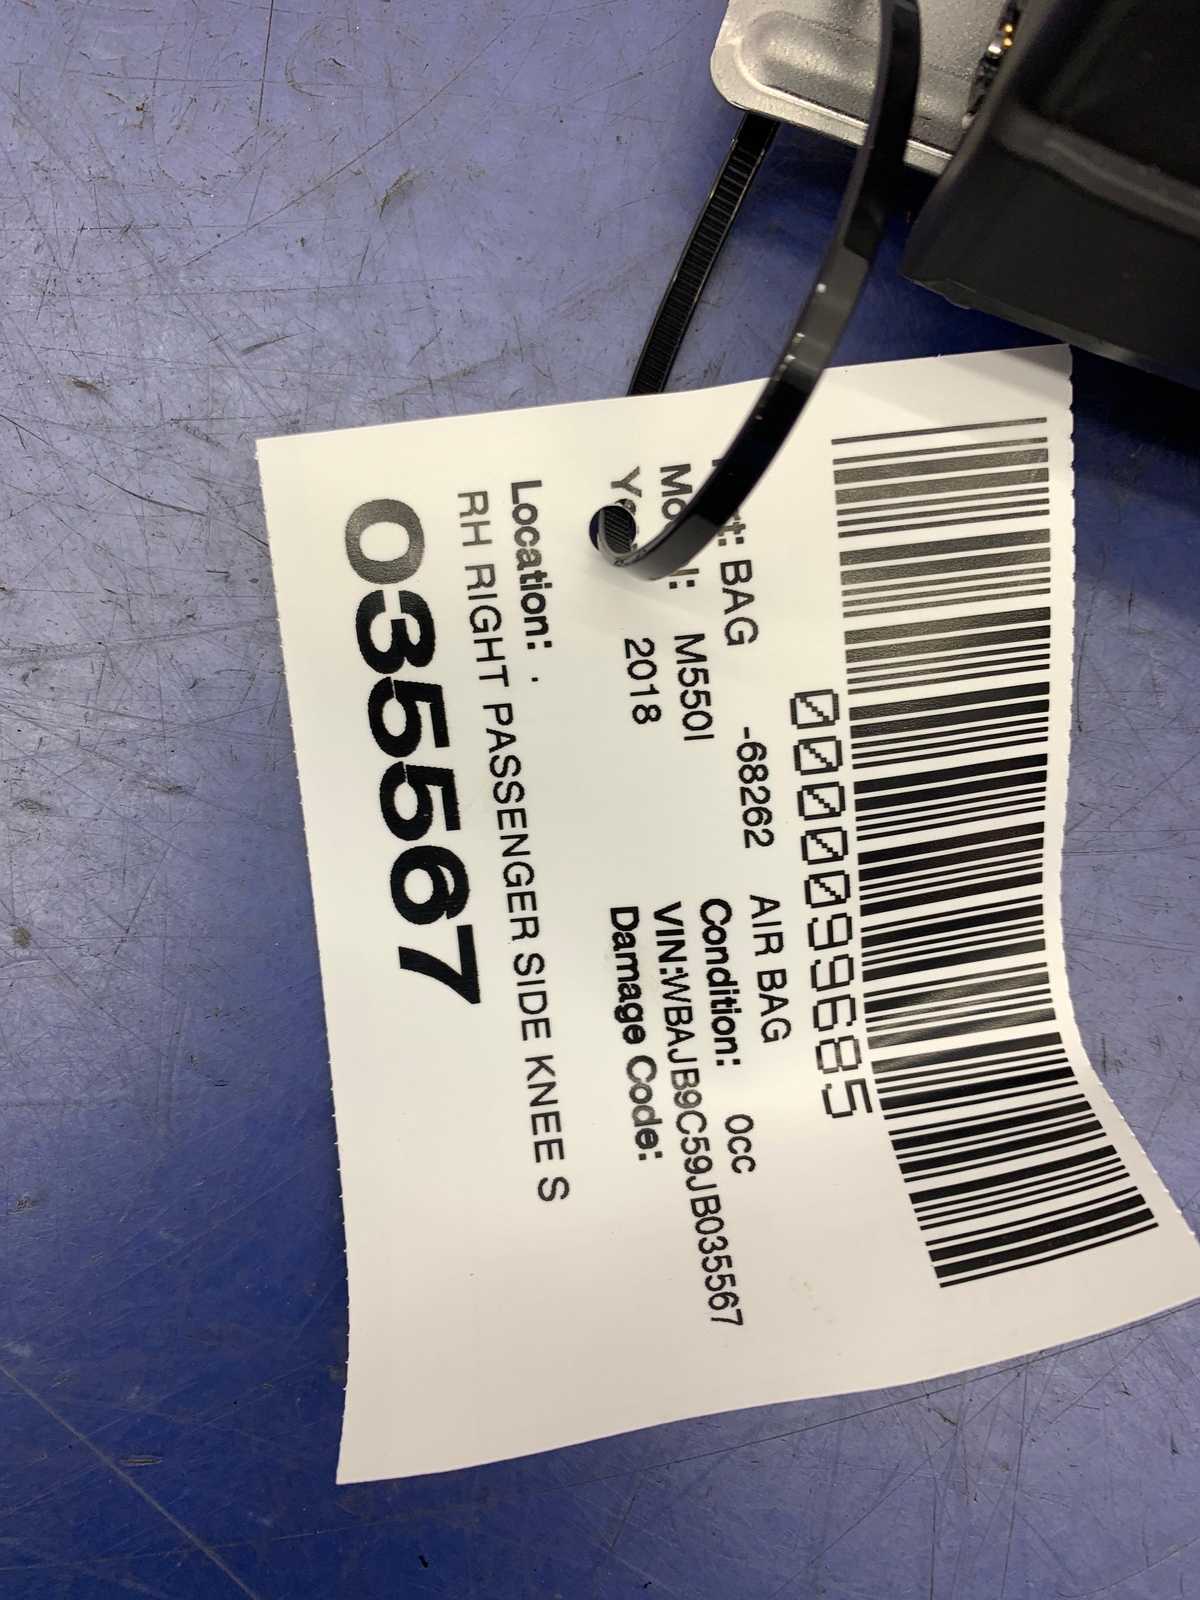 0000099685
BAG -68262 AIR BAG
M550I Condition: 0cc
2018 VIN:WBAJB9C59JB035567
Damage Code:
Location: .
RH RIGHT PASSENGER SIDE KNEE S
035567